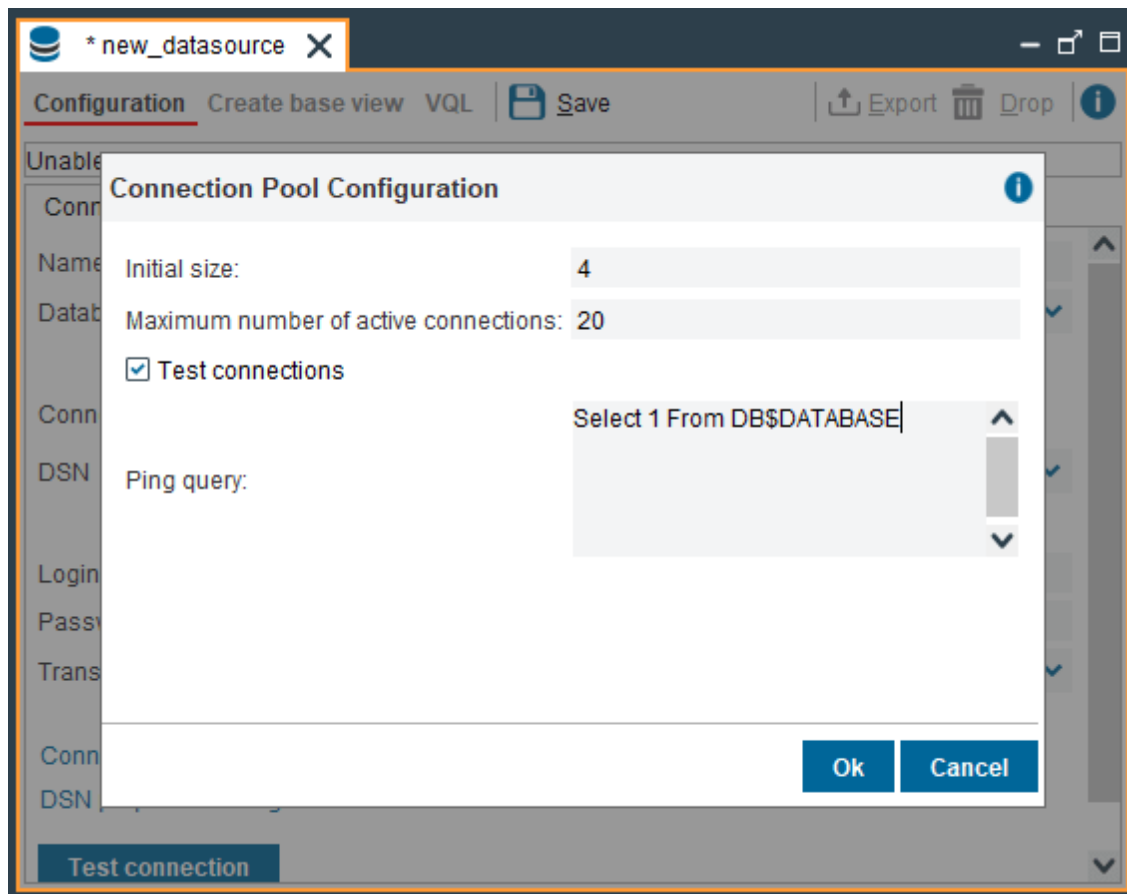 * new_datasource
Configuration Create base view VQL Save Export Drop
Unable
Connection Pool Configuration
Conn
Initial size: 4
Name
Maximum number of active connections: 20
Datab
Test connections
Select 1 From DB$DATABASE
Conn
Ping query:
DSN
Login
Passw
Trans
Conn
Ok Cancel
DSN
Test connection